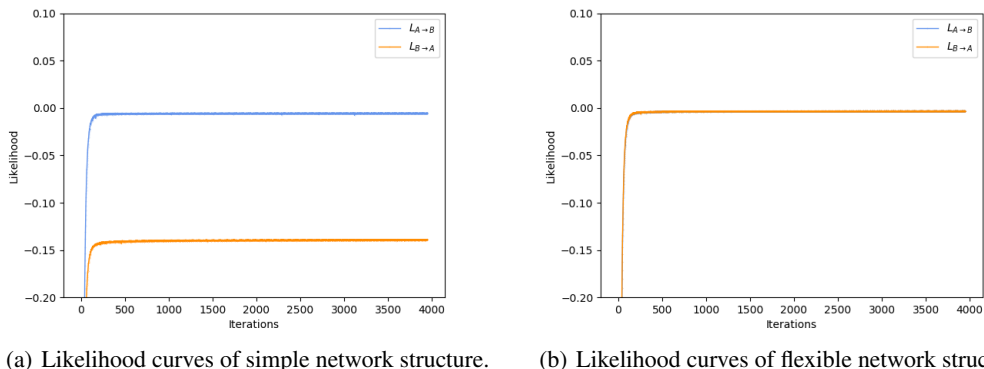 0.10
0.05
0.00
−0.05
−0.10
−0.15
−0.20
Likelihood
0 500 1000 1500 2000 2500 3000 3500 4000
Iterations
L_{A→B}
L_{B→A}
(a) Likelihood curves of simple network structure.
0.10
0.05
0.00
−0.05
−0.10
−0.15
−0.20
Likelihood
0 500 1000 1500 2000 2500 3000 3500 4000
Iterations
L_{A→B}
L_{B→A}
(b) Likelihood curves of flexible network struc